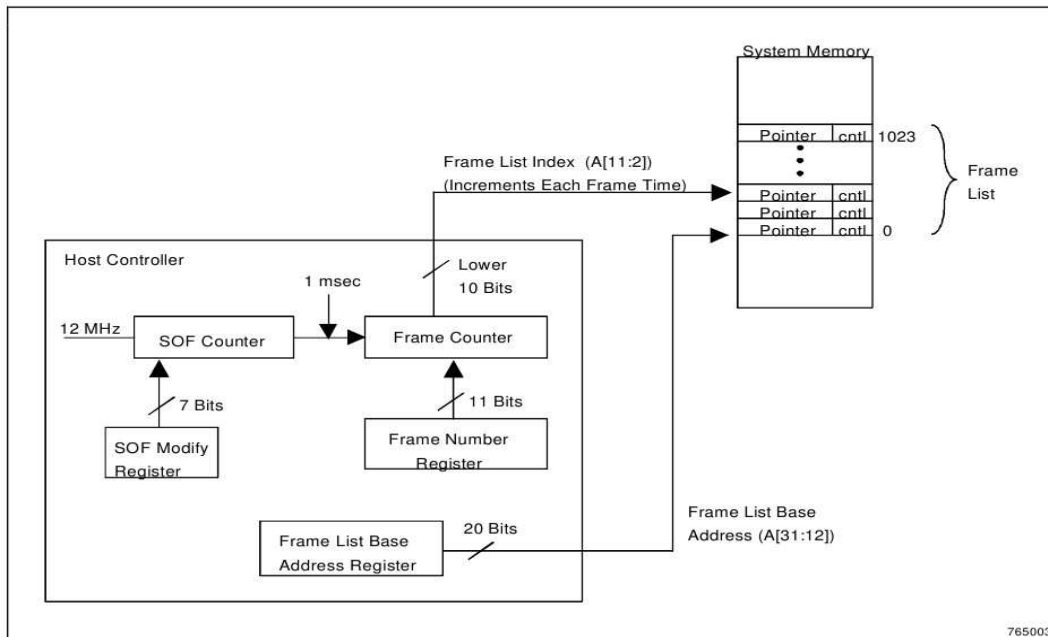 System Memory
Pointer cntl 1023
Frame List Index (A[11:2])
(Increments Each Frame Time)
Pointer cntl
Pointer cntl
Pointer cntl 0
Frame
List
Host Controller
Lower
10 Bits
1 msec
12 MHz
SOF Counter
Frame Counter
7 Bits
11 Bits
SOF Modify
Register
Frame Number
Register
Frame List Base
Address (A[31:12])
20 Bits
Frame List Base
Address Register
765003